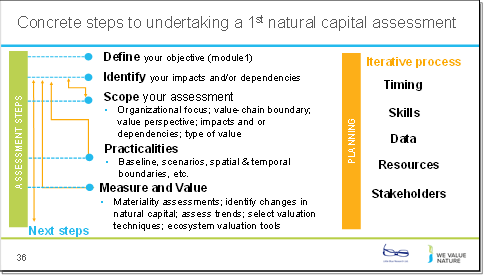 Concrete steps to undertaking a 1st natural capital assessment
ASSESSMENT STEPS
Define your objective (module1)
Identify your impacts and/or dependencies
Scope your assessment
• Organizational focus; value-chain boundary;
value perspective; impacts and or
dependencies; type of value
Practicalities
• Baseline, scenarios, spatial & temporal
boundaries, etc.
Measure and Value
• Materiality assessments; identify changes in
natural capital; assess trends; select valuation
techniques; ecosystem valuation tools
Next steps
PLANNING
Iterative process
Timing
Skills
Data
Resources
Stakeholders
36
WE VALUE
NATURE